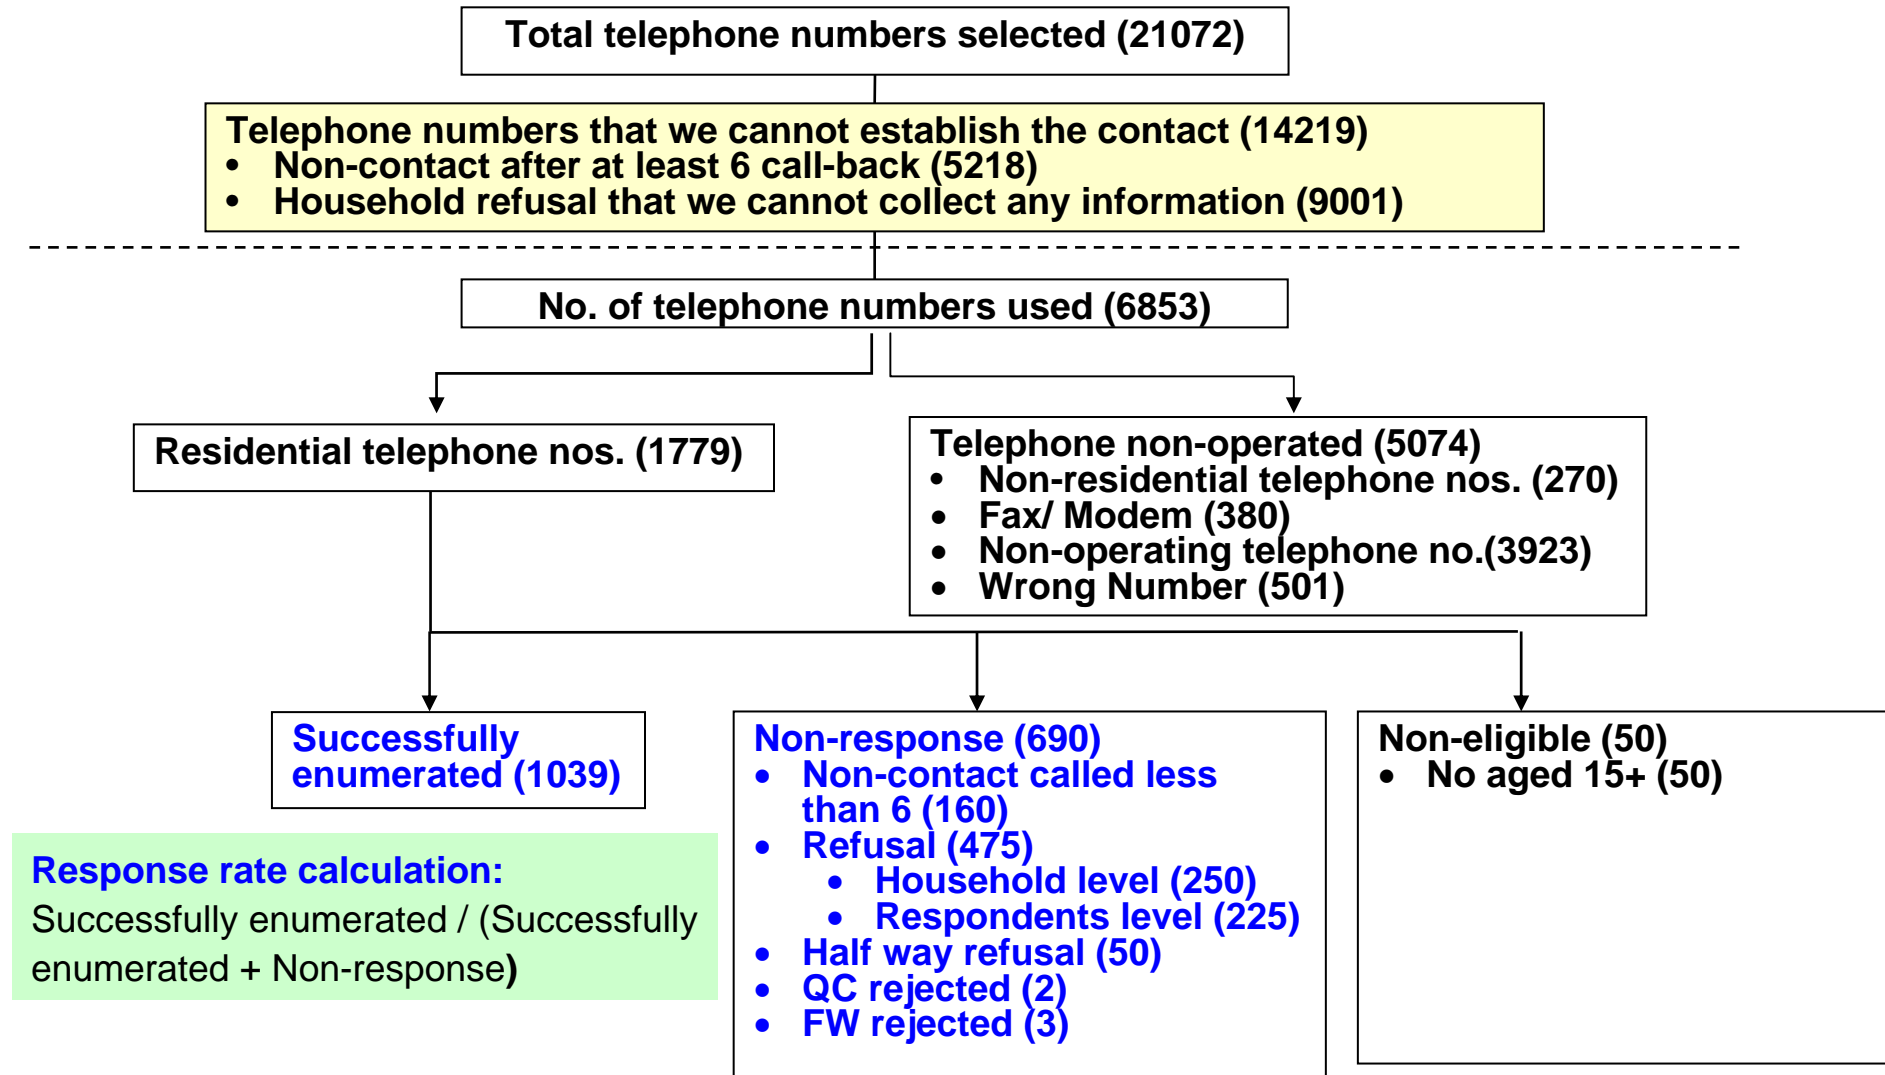 Total telephone numbers selected (21072)
Telephone numbers that we cannot establish the contact (14219)
• Non-contact after at least 6 call-back (5218)
• Household refusal that we cannot collect any information (9001)
No. of telephone numbers used (6853)
Residential telephone nos. (1779)
Telephone non-operated (5074)
• Non-residential telephone nos. (270)
• Fax/ Modem (380)
• Non-operating telephone no.(3923)
• Wrong Number (501)
Successfully
enumerated (1039)
Non-response (690)
• Non-contact called less
than 6 (160)
• Refusal (475)
• Household level (250)
• Respondents level (225)
• Half way refusal (50)
• QC rejected (2)
• FW rejected (3)
Non-eligible (50)
• No aged 15+ (50)
Response rate calculation:
Successfully enumerated / (Successfully
enumerated + Non-response)